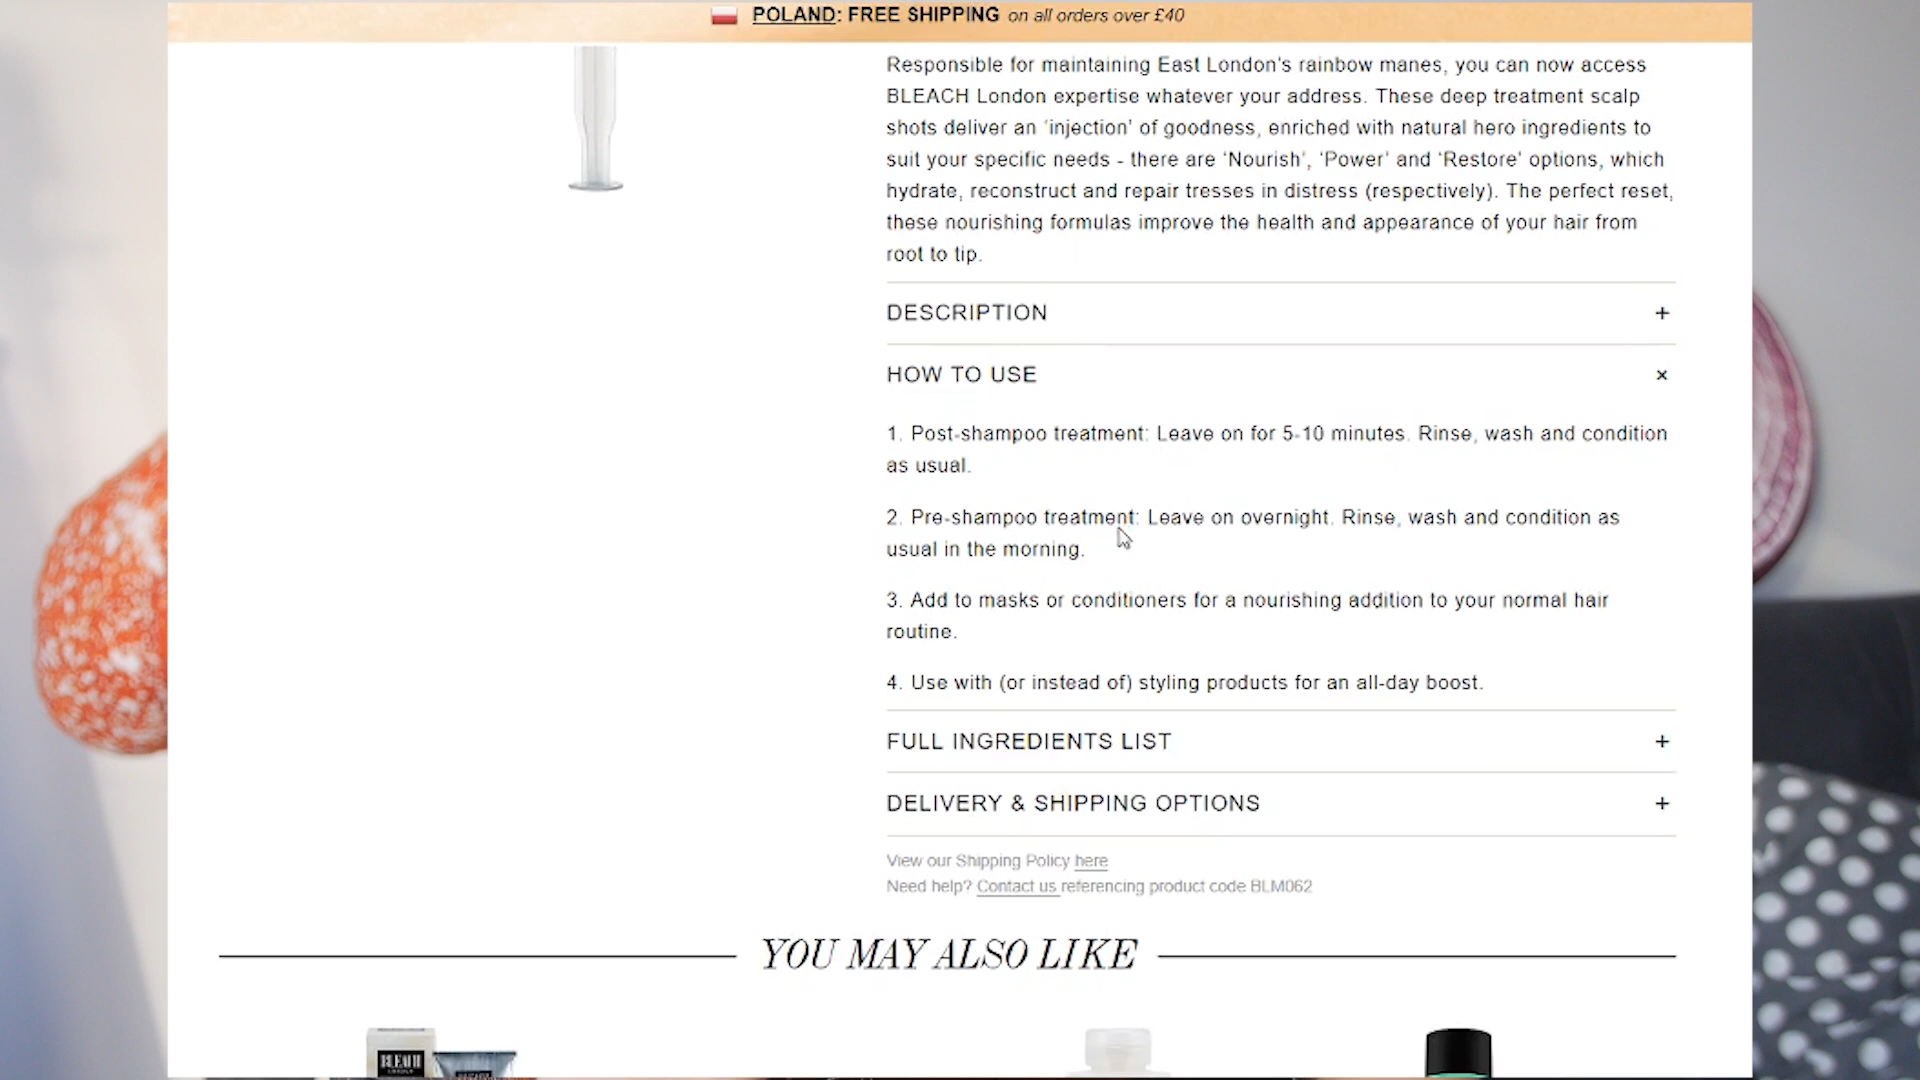 POLAND: FREE SHIPPING on all orders over £40
Responsible for maintaining East London's rainbow manes, you can now access
BLEACH London expertise whatever your address. These deep treatment scalp
shots deliver an 'injection' of goodness, enriched with natural hero ingredients to
suit your specific needs - there are ‘Nourish’, ‘Power’ and ‘Restore’ options, which
hydrate, reconstruct and repair tresses in distress (respectively). The perfect reset,
these nourishing formulas improve the health and appearance of your hair from
root to tip.
DESCRIPTION +
HOW TO USE ×
1. Post-shampoo treatment: Leave on for 5-10 minutes. Rinse, wash and condition
as usual.
2. Pre-shampoo treatment: Leave on overnight. Rinse, wash and condition as
usual in the morning.
3. Add to masks or conditioners for a nourishing addition to your normal hair
routine.
4. Use with (or instead of) styling products for an all-day boost.
FULL INGREDIENTS LIST +
DELIVERY & SHIPPING OPTIONS +
View our Shipping Policy here
Need help? Contact us referencing product code BLM062
YOU MAY ALSO LIKE
BLEACH
LONDON